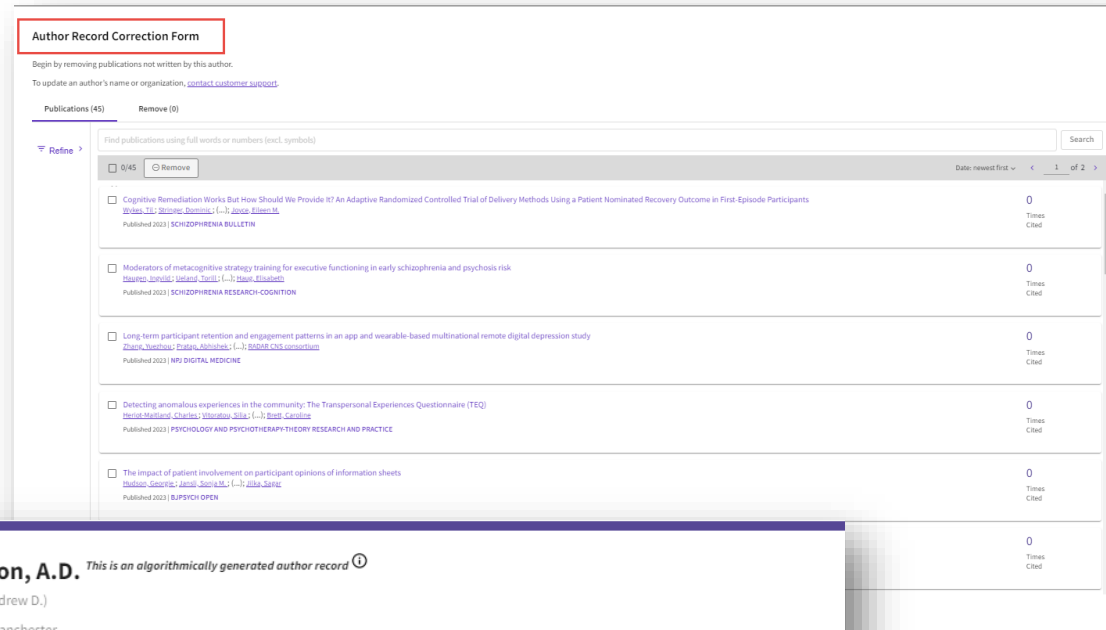 Author Record Correction Form
Begin by removing publications not written by this author.
To update an author's name or organization, contact customer support.
Publications (45) Remove (0)
Refine
Find publications using full words or numbers (excl. symbols)
Search
0/45 Remove Date: newest first 1 of 2
Cognitive Remediation Works But How Should We Provide It? An Adaptive Randomized Controlled Trial of Delivery Methods Using a Patient Nominated Recovery Outcome in First-Episode Participants
Wykes, Til ; Stringer, Dominic ; (...); Joyce, Eileen M.
Published 2023 | SCHIZOPHRENIA BULLETIN
0
Times
Cited
Moderators of metacognitive strategy training for executive functioning in early schizophrenia and psychosis risk
Haugen, Ingvild ; Ueland, Torill ; (...); Haug, Elisabeth
Published 2023 | SCHIZOPHRENIA RESEARCH-COGNITION
0
Times
Cited
Long-term participant retention and engagement patterns in an app and wearable-based multinational remote digital depression study
Zhang, Yuezhou ; Pratap, Abhishek ; (...); RADAR CNS consortium
Published 2023 | NPJ DIGITAL MEDICINE
0
Times
Cited
Detecting anomalous experiences in the community: The Transpersonal Experiences Questionnaire (TEQ)
Heriot-Maitland, Charles ; Vitoratou, Silia ; (...); Brett, Caroline
Published 2023 | PSYCHOLOGY AND PSYCHOTHERAPY-THEORY RESEARCH AND PRACTICE
0
Times
Cited
The impact of patient involvement on participant opinions of information sheets
Hudson, Georgie ; Jansli, Sonja M. ; (...); Jilka, Sagar
Published 2023 | BJPSYCH OPEN
0
Times
Cited
0
Times
Cited
on, A.D. This is an algorithmically generated author record
drew D.)